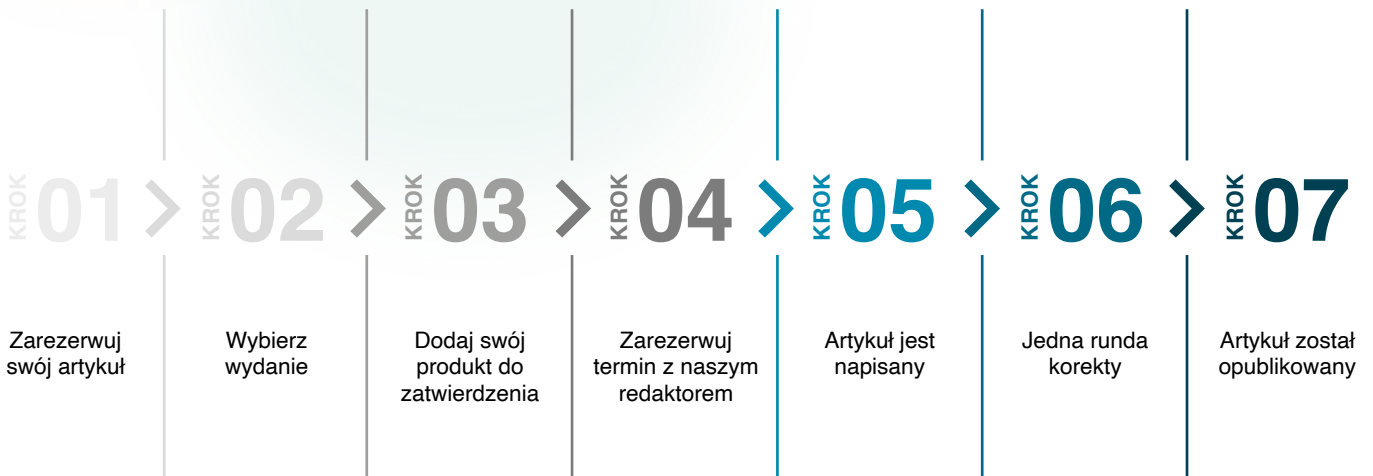 KROK 01
KROK 02
KROK 03
KROK 04
KROK 05
KROK 06
KROK 07
Zarezerwuj
swój artykuł
Wybierz
wydanie
Dodaj swój
produkt do
zatwierdzenia
Zarezerwuj
termin z naszym
redaktorem
Artykuł jest
napisany
Jedna runda
korekty
Artykuł został
opublikowany